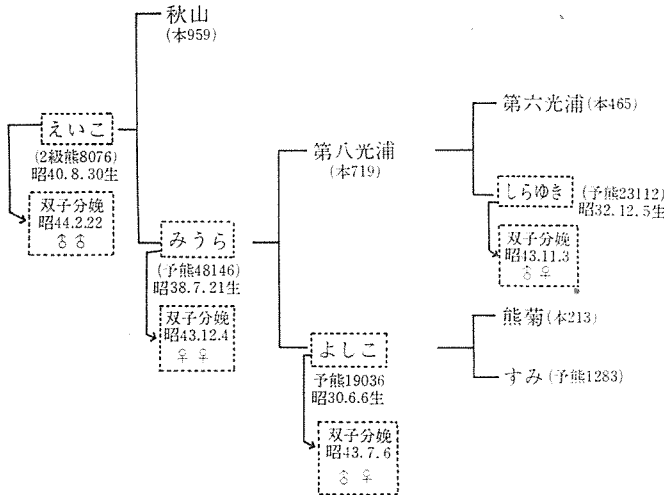 秋山
(本959)
えいこ
(2級熊8076)
昭40.8.30生
双子分娩
昭44.2.22
♂ ♂
みうら
(予熊48146)
昭38.7.21生
双子分娩
昭43.12.4
♀ ♀
第八光浦
(本719)
よしこ
予熊19036
昭30.6.6生
双子分娩
昭43.7.6
♂ ♀
第六光浦(本465)
しらゆき (予熊23112)
昭32.12.5生
双子分娩
昭43.11.3
♂ ♀
熊菊(本213)
すみ(予熊1283)